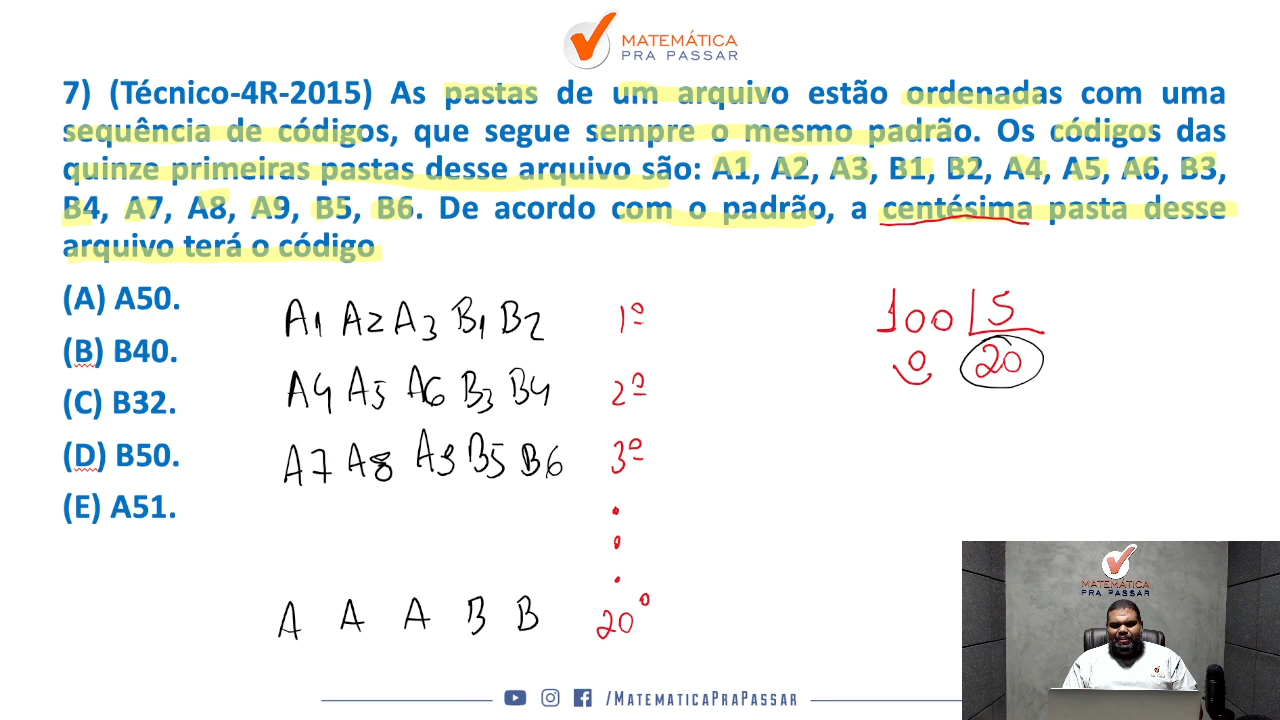 MATEMÁTICA
PRA PASSAR
7) (Técnico-4R-2015) As pastas de um arquivo estão ordenadas com uma
sequência de códigos, que segue sempre o mesmo padrão. Os códigos das
quinze primeiras pastas desse arquivo são: A1, A2, A3, B1, B2, A4, A5, A6, B3,
B4, A7, A8, A9, B5, B6. De acordo com o padrão, a centésima pasta desse
arquivo terá o código
(A) A50.
(B) B40.
(C) B32.
(D) B50.
(E) A51.
A1 A2 A3 B1 B2 1º
A4 A5 A6 B3 B4 2º
A7 A8 A9 B5 B6 3º
A A A B B 20º
100 5
0 20
MATEMÁTICA
PRA PASSAR
/MATEMATICAPRAPASSAR